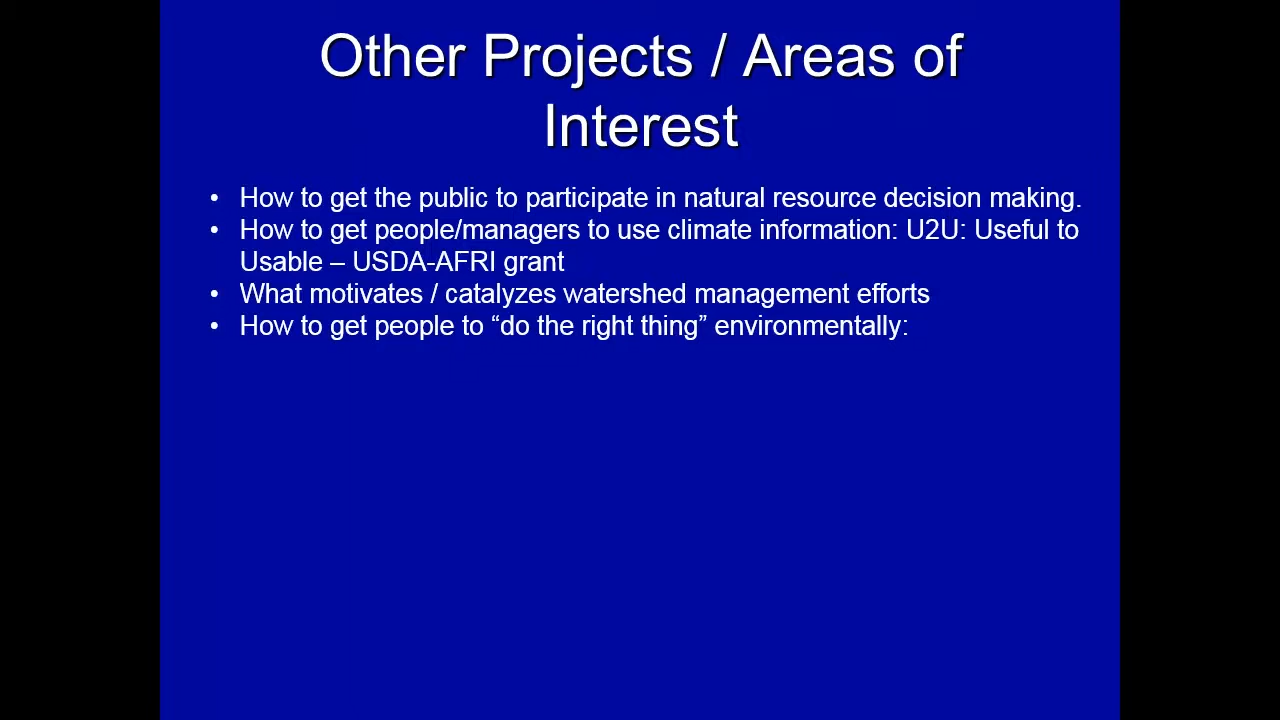 Other Projects / Areas of
Interest
• How to get the public to participate in natural resource decision making.
• How to get people/managers to use climate information: U2U: Useful to
Usable – USDA-AFRI grant
• What motivates / catalyzes watershed management efforts
• How to get people to “do the right thing” environmentally: